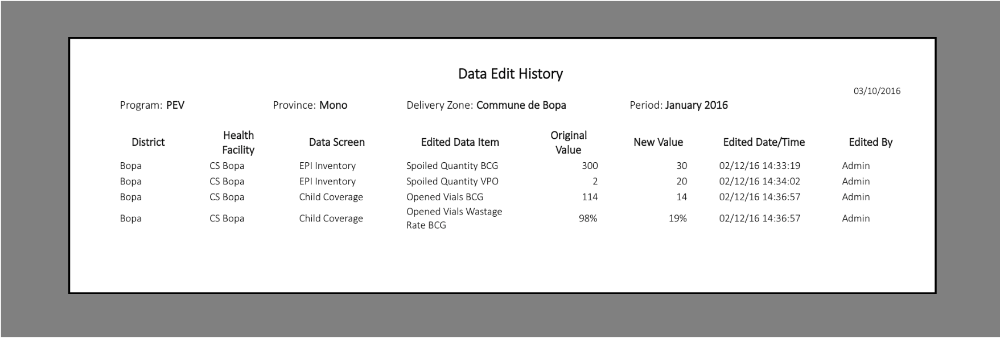 Data Edit History
03/10/2016
Program: PEV Province: Mono Delivery Zone: Commune de Bopa Period: January 2016
District Health Facility Data Screen Edited Data Item Original Value New Value Edited Date/Time Edited By
Bopa CS Bopa EPI Inventory Spoiled Quantity BCG 300 30 02/12/16 14:33:19 Admin
Bopa CS Bopa EPI Inventory Spoiled Quantity VPO 2 20 02/12/16 14:34:02 Admin
Bopa CS Bopa Child Coverage Opened Vials BCG 114 14 02/12/16 14:36:57 Admin
Bopa CS Bopa Child Coverage Opened Vials Wastage Rate BCG 98% 19% 02/12/16 14:36:57 Admin